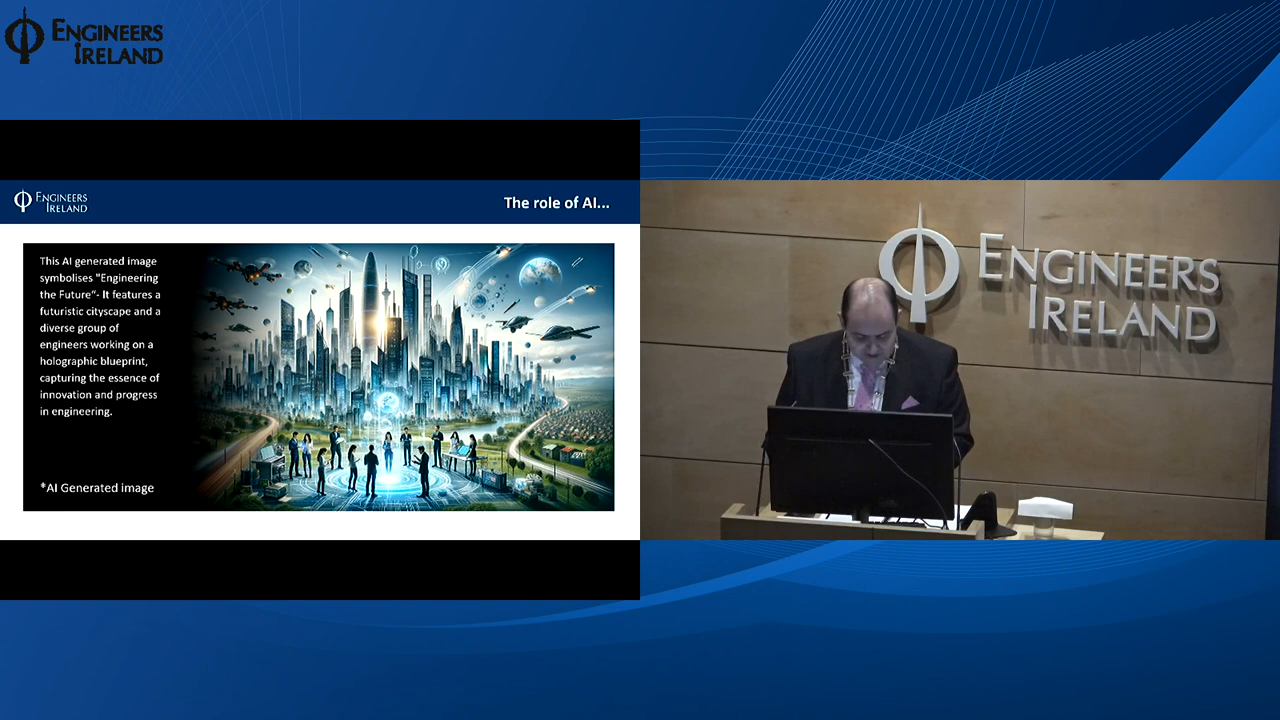 ENGINEERS
IRELAND
ENGINEERS
IRELAND
The role of AI...
This AI generated image
symbolises "Engineering
the Future"- It features a
futuristic cityscape and a
diverse group of
engineers working on a
holographic blueprint,
capturing the essence of
innovation and progress
in engineering.
*AI Generated image
ENGINEERS
IRELAND